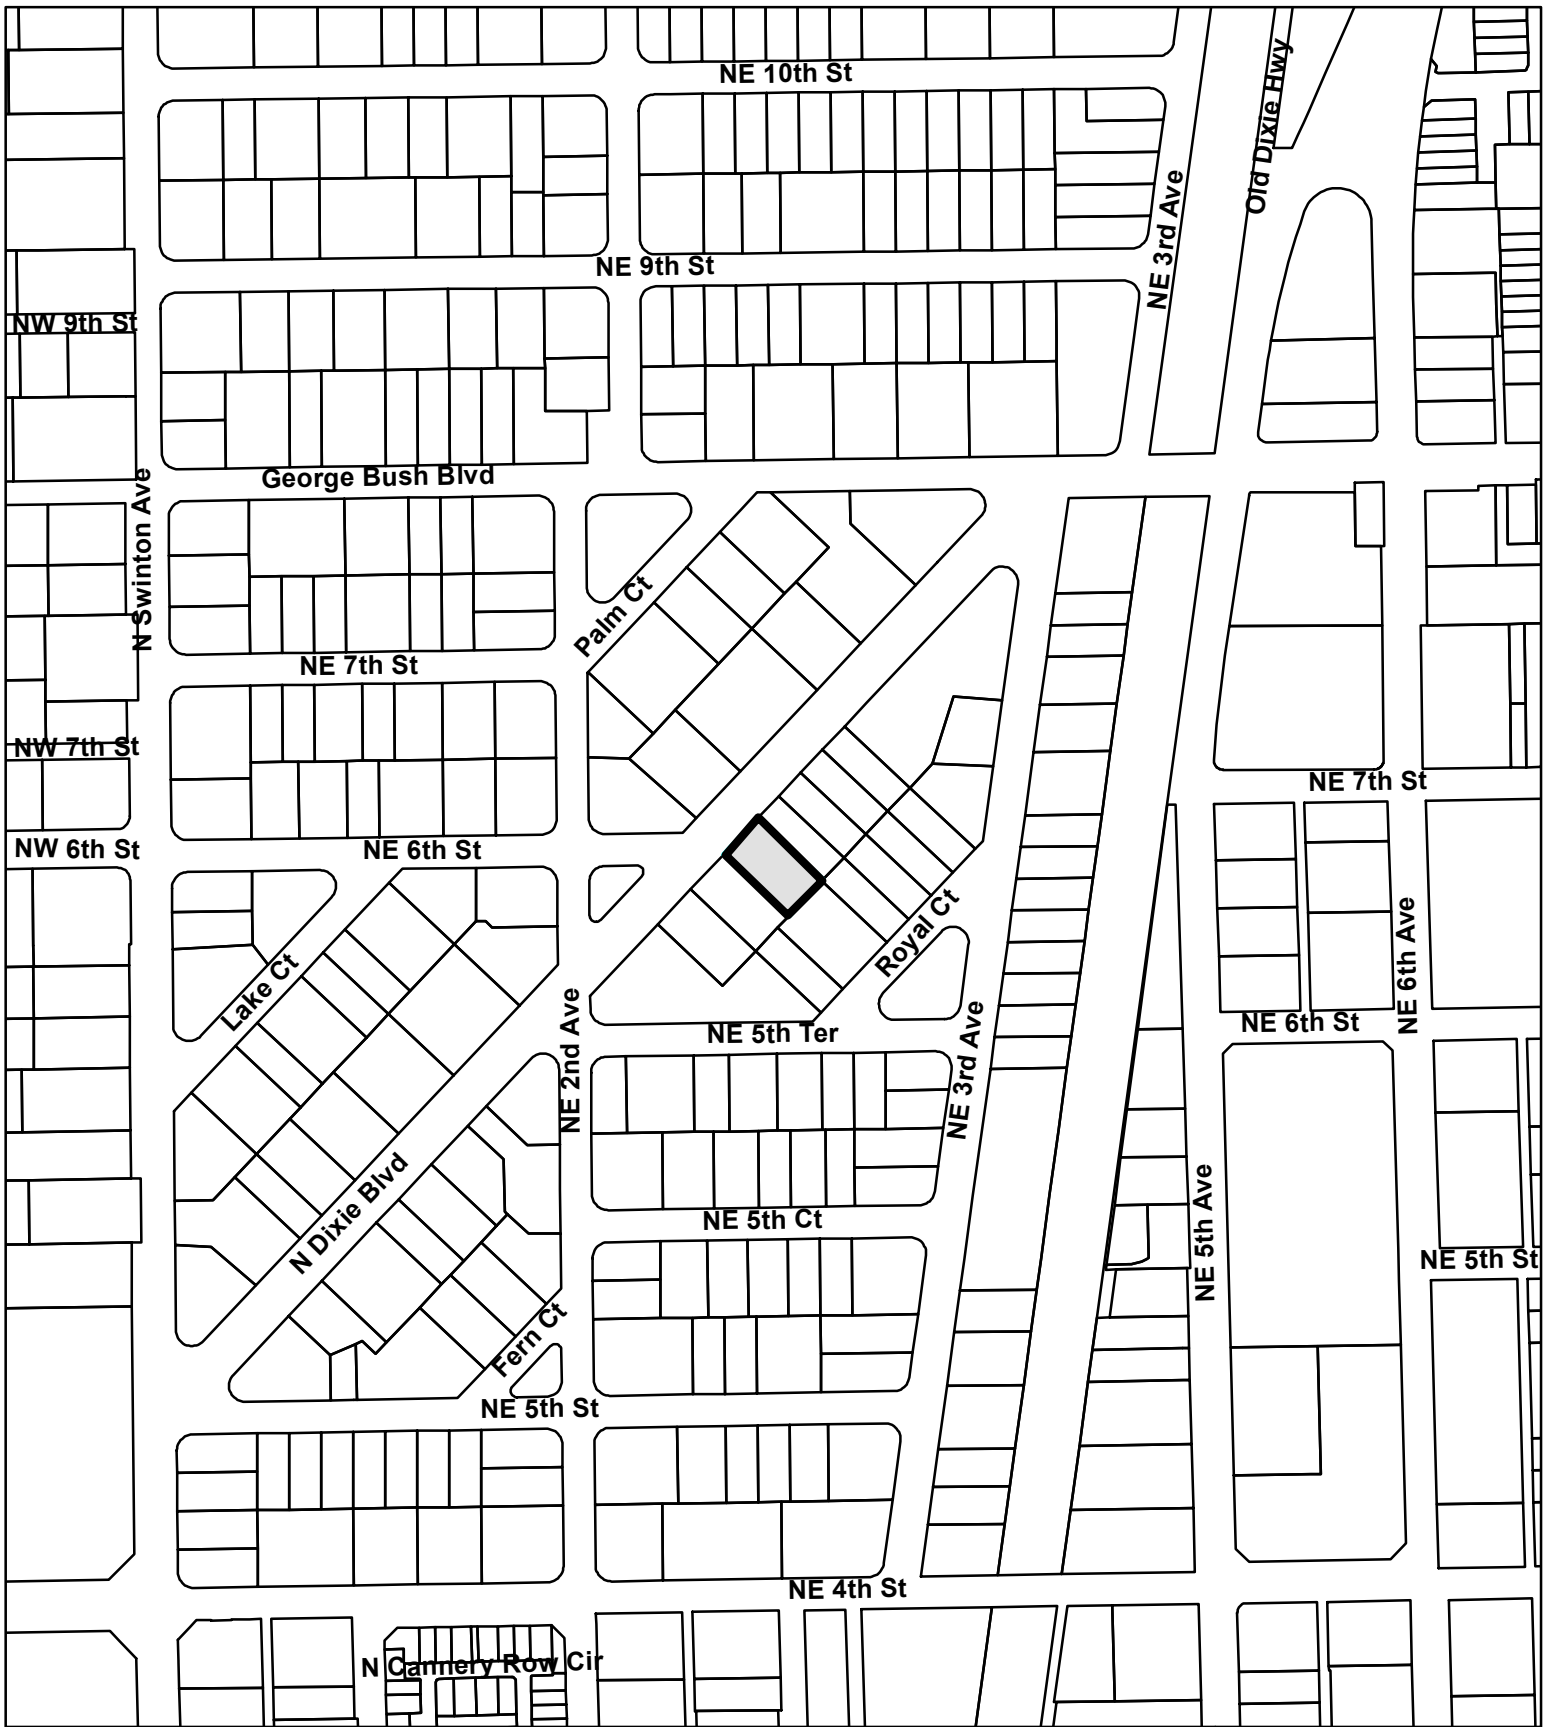 NE 10th St
Old Dixie Hwy
NE 3rd Ave
NE 9th St
NW 9th St
George Bush Blvd
N Swinton Ave
Palm Ct
NE 7th St
NW 7th St
NE 7th St
NW 6th St
NE 6th St
Royal Ct
NE 6th Ave
Lake Ct
NE 2nd Ave
NE 5th Ter
NE 3rd Ave
NE 6th St
N Dixie Blvd
NE 5th Ct
NE 5th Ave
NE 5th St
Fern Ct
NE 5th St
NE 4th St
N Cannery Row Cir